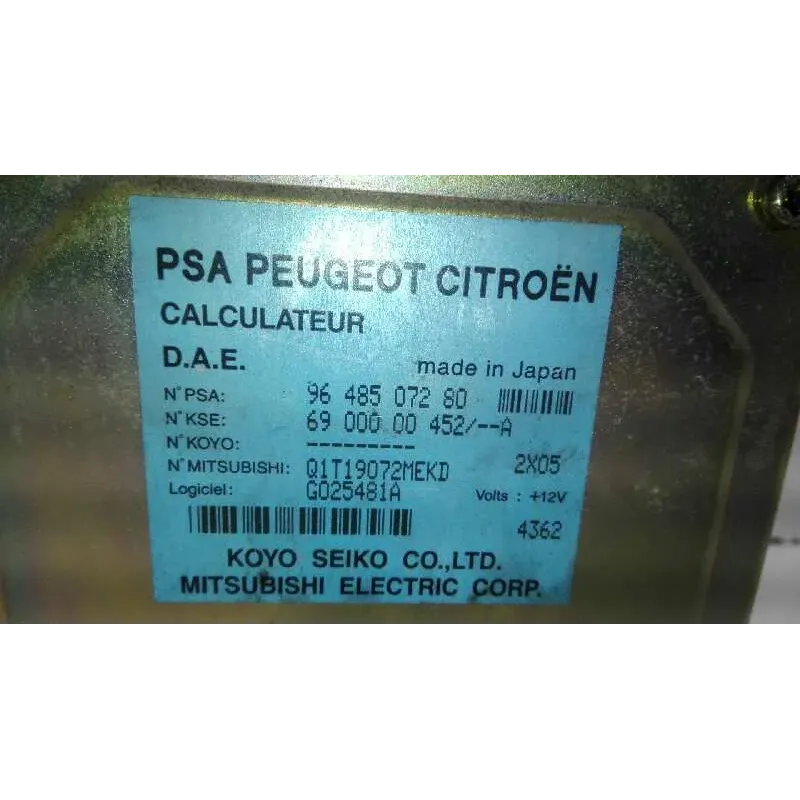 PSA PEUGEOT CITROËN
CALCULATEUR
D.A.E. made in Japan
N° PSA: 96 485 072 80
N° KSE: 69 000 00 452/--A
N° KOYO: ---------
N° MITSUBISHI: Q1T19072MEKD 2X05
Logiciel: G025481A Volts : +12V
4362
KOYO SEIKO CO.,LTD.
MITSUBISHI ELECTRIC CORP.